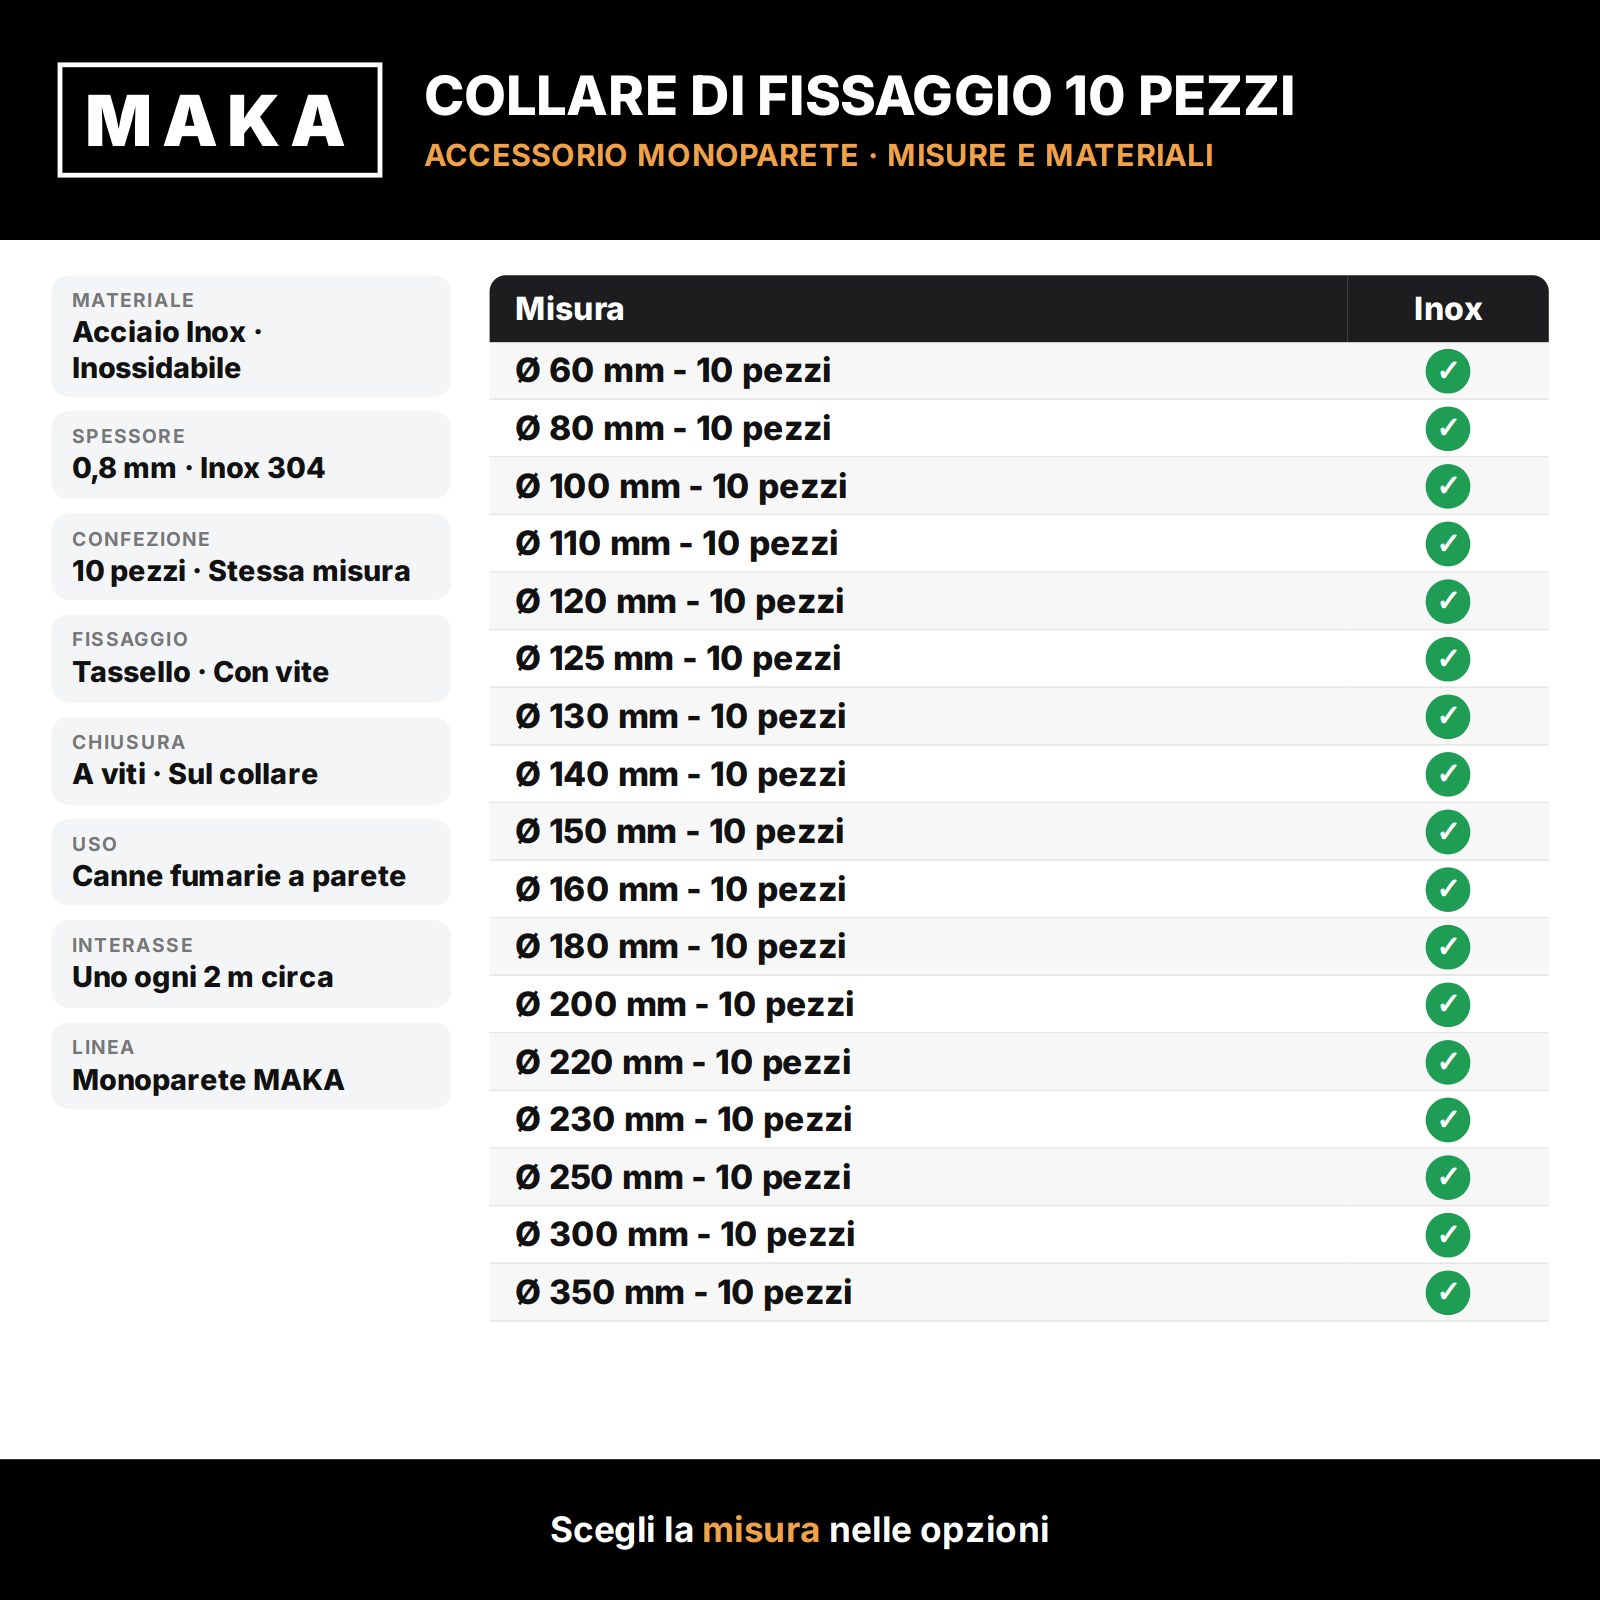 MAKA
COLLARE DI FISSAGGIO 10 PEZZI
ACCESSORIO MONOPARETE · MISURE E MATERIALI
MATERIALE
Acciaio Inox ·
Inossidabile
SPESSORE
0,8 mm · Inox 304
CONFEZIONE
10 pezzi · Stessa misura
FISSAGGIO
Tassello · Con vite
CHIUSURA
A viti · Sul collare
USO
Canne fumarie a parete
INTERASSE
Uno ogni 2 m circa
LINEA
Monoparete MAKA
Misura Inox
Ø 60 mm - 10 pezzi ✓
Ø 80 mm - 10 pezzi ✓
Ø 100 mm - 10 pezzi ✓
Ø 110 mm - 10 pezzi ✓
Ø 120 mm - 10 pezzi ✓
Ø 125 mm - 10 pezzi ✓
Ø 130 mm - 10 pezzi ✓
Ø 140 mm - 10 pezzi ✓
Ø 150 mm - 10 pezzi ✓
Ø 160 mm - 10 pezzi ✓
Ø 180 mm - 10 pezzi ✓
Ø 200 mm - 10 pezzi ✓
Ø 220 mm - 10 pezzi ✓
Ø 230 mm - 10 pezzi ✓
Ø 250 mm - 10 pezzi ✓
Ø 300 mm - 10 pezzi ✓
Ø 350 mm - 10 pezzi ✓
Scegli la misura nelle opzioni